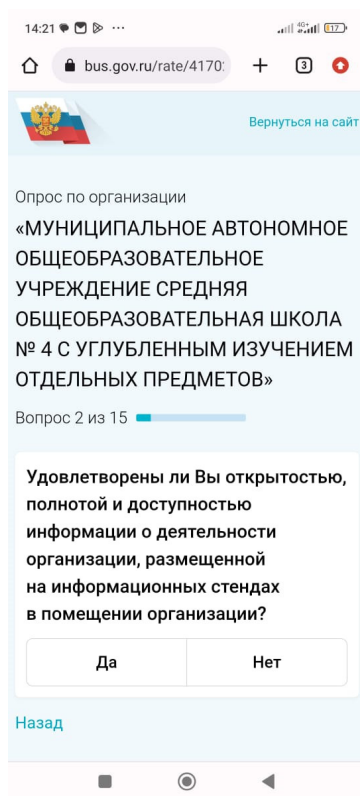 14:21
4G+
17
bus.gov.ru/rate/4170
3
Вернуться на сайт
Опрос по организации
«МУНИЦИПАЛЬНОЕ АВТОНОМНОЕ
ОБЩЕОБРАЗОВАТЕЛЬНОЕ
УЧРЕЖДЕНИЕ СРЕДНЯЯ
ОБЩЕОБРАЗОВАТЕЛЬНАЯ ШКОЛА
№ 4 С УГЛУБЛЕННЫМ ИЗУЧЕНИЕМ
ОТДЕЛЬНЫХ ПРЕДМЕТОВ»
Вопрос 2 из 15
Удовлетворены ли Вы открытостью,
полнотой и доступностью
информации о деятельности
организации, размещенной
на информационных стендах
в помещении организации?
Да
Нет
Назад